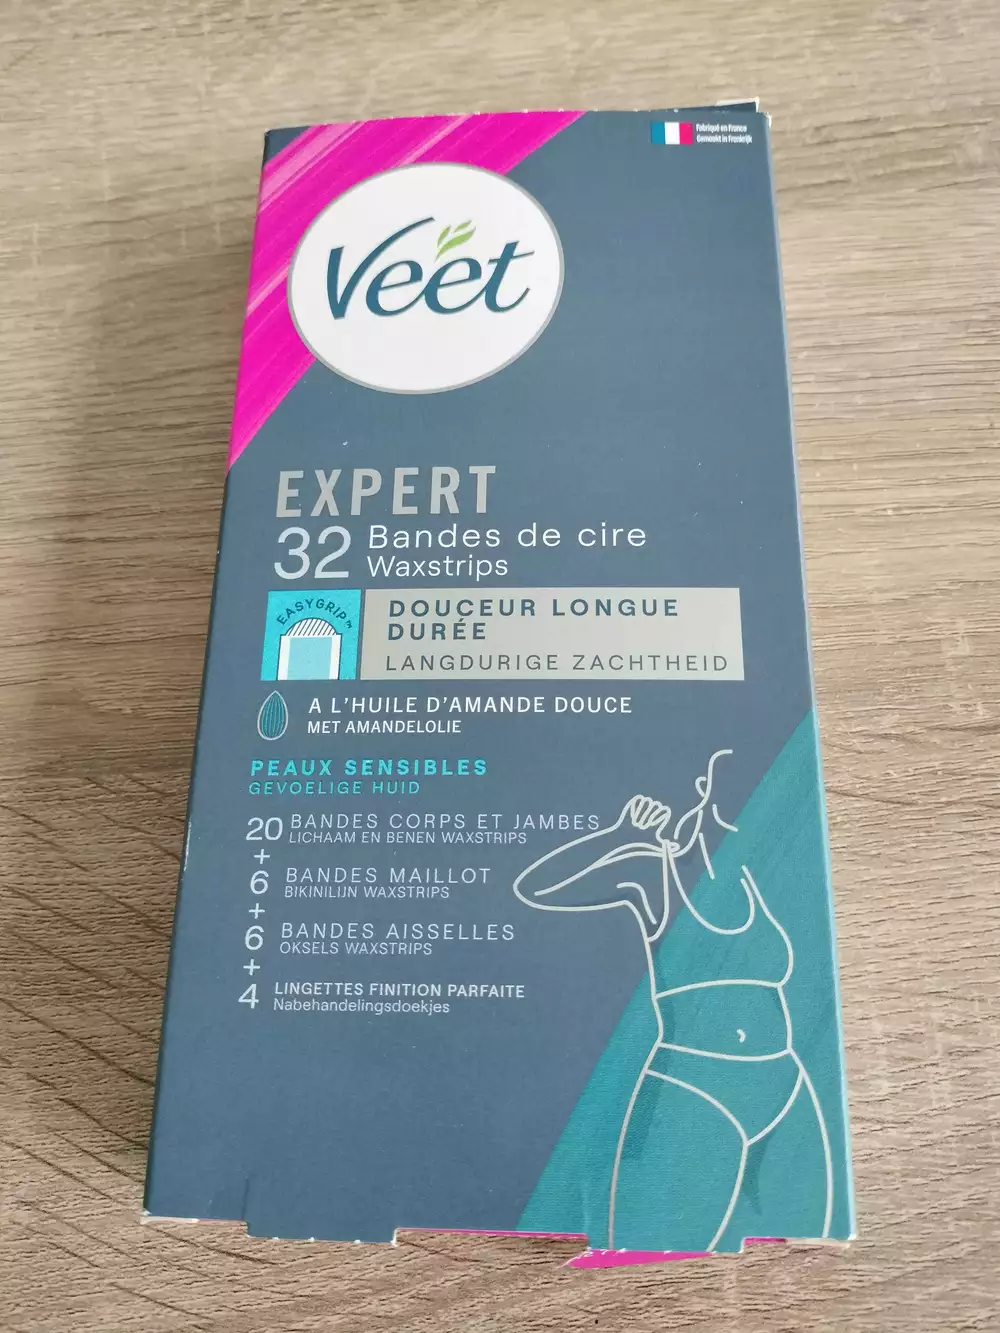 Fabriqué en France
Gemaakt in Frankrijk
Veet
EXPERT
32 Bandes de cire
Waxstrips
EASYGRIP™
DOUCEUR LONGUE
DURÉE
LANGDURIGE ZACHTHEID
A L'HUILE D'AMANDE DOUCE
MET AMANDELOLIE
PEAUX SENSIBLES
GEVOELIGE HUID
20 BANDES CORPS ET JAMBES
LICHAAM EN BENEN WAXSTRIPS
+
6 BANDES MAILLOT
BIKINILIJN WAXSTRIPS
+
6 BANDES AISSELLES
OKSELS WAXSTRIPS
+
4 LINGETTES FINITION PARFAITE
Nabehandelingsdoekjes